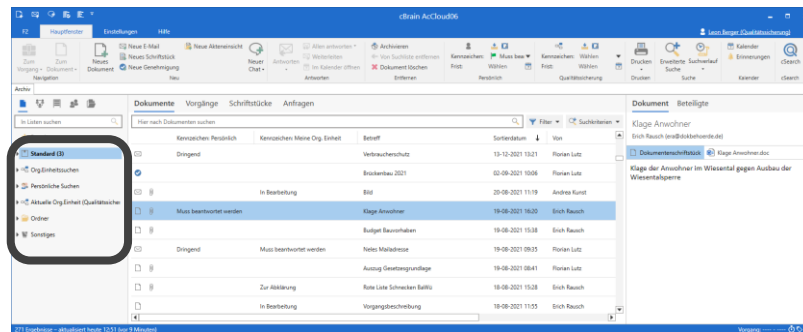 cBrain AcCloud06
F2 Hauptfenster Einstellungen Hilfe Leon Berger (Qualitätssicherung)
Neue E-Mail Neue Akteneinsicht Allen antworten Archivieren Kalender
Zum Vorgang Zum Dokument Neues Dokument Neues Schriftstück Neuer Chat Antworten Weiterleiten Von Suchliste entfernen Kennzeichen: Muss bea Kennzeichen: Wählen Drucken Erweiterte Suche Suchverlauf Erinnerungen cSearch
Neue Genehmigung Im Kalender öffnen Dokument löschen Frist: Wählen Frist: Wählen
Navigation Neu Antworten Entfernen Persönlich Qualitätssicherung Drucken Suche Kalender cSearch
Archiv
Dokumente Vorgänge Schriftstücke Anfragen Dokument Beteiligte
In Listen suchen Hier nach Dokumenten suchen Filter Suchkriterien Klage Anwohner
Kennzeichen: Persönlich Kennzeichen: Meine Org. Einheit Betreff Sortierdatum Von Erich Rausch (era@dokbehoerde.de)
Standard (3) Dringend Verbraucherschutz 13-12-2021 13:21 Florian Lutz Dokumentenschriftstück Klage Anwohner.doc
Org.Einheitssuchen Brückenbau 2021 02-09-2021 10:06 Florian Lutz Klage der Anwohner im Wiesental gegen Ausbau der
Wiesentalsperre
Persönliche Suchen In Bearbeitung Bild 20-08-2021 11:19 Andrea Kunst
Aktuelle Org.Einheit (Qualitätssiche
Ordner Muss beantwortet werden Klage Anwohner 19-08-2021 16:20 Erich Rausch
Sonstiges Budget Bauvorhaben 19-08-2021 15:38 Erich Rausch
Dringend Muss beantwortet werden Neles Mailadresse 19-08-2021 09:35 Florian Lutz
Auszug Gesetzesgrundlage 19-08-2021 08:41 Florian Lutz
Zur Abklärung Rote Liste Schnecken BaWü 18-08-2021 15:28 Erich Rausch
In Bearbeitung Vorgangsbeschreibung 18-08-2021 11:55 Erich Rausch
271 Ergebnisse – aktualisiert heute 12:51 (vor 9 Minuten) Vorgang: